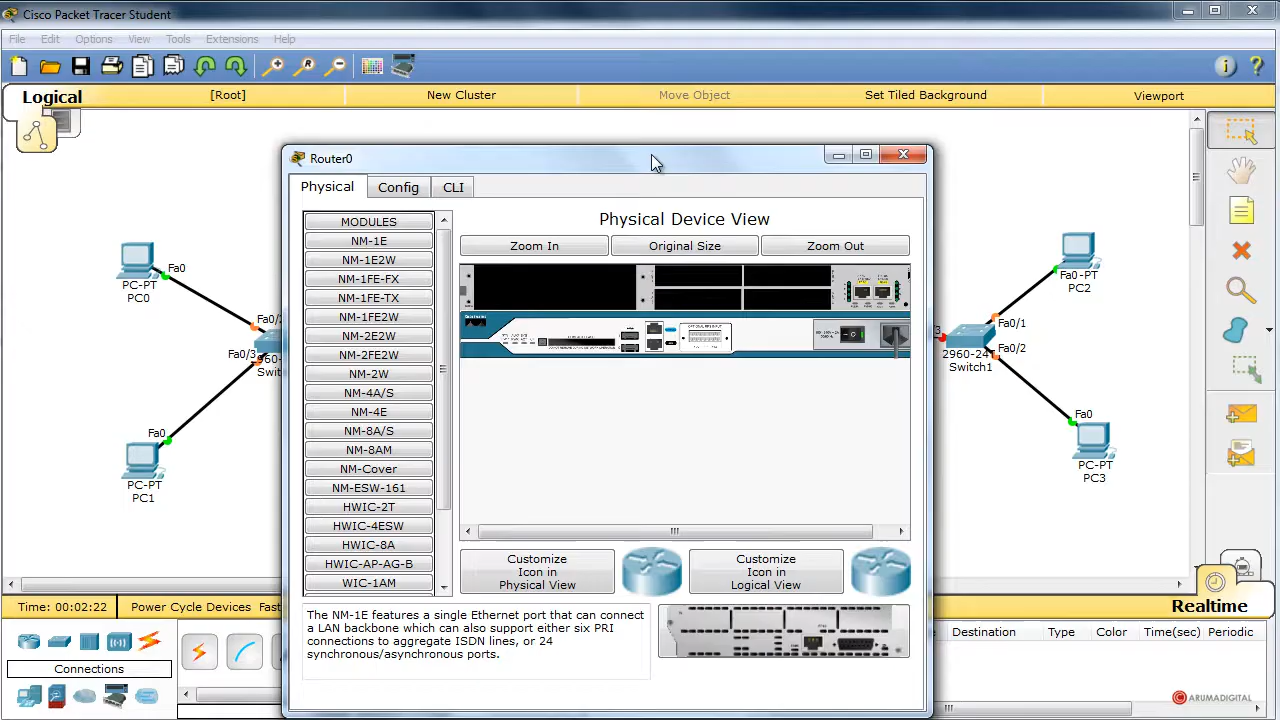 Cisco Packet Tracer Student
File Edit Options View Tools Extensions Help
Logical
[Root]
New Cluster
Move Object
Set Tiled Background
Viewport
Router0
Physical
Config
CLI
MODULES
NM-1E
NM-1E2W
NM-1FE-FX
NM-1FE-TX
NM-1FE2W
NM-2E2W
NM-2FE2W
NM-2W
NM-4A/S
NM-4E
NM-8A/S
NM-8AM
NM-Cover
NM-ESW-161
HWIC-2T
HWIC-4ESW
HWIC-8A
HWIC-AP-AG-B
WIC-1AM
Physical Device View
Zoom In
Original Size
Zoom Out
Customize
Icon in
Physical View
Customize
Icon in
Logical View
The NM-1E features a single Ethernet port that can connect
a LAN backbone which can also support either six PRI
connections to aggregate ISDN lines, or 24
synchronous/asynchronous ports.
Fa0
PC-PT
PC0
Fa0/3
Fa0
PC-PT
PC1
Fa0-PT
PC2
Fa0/1
2960-24
Switch1
Fa0/2
Fa0
PC-PT
PC3
Time: 00:02:22
Power Cycle Devices
Realtime
Connections
Destination
Type
Color
Time(sec)
Periodic
ARUMADIGITAL